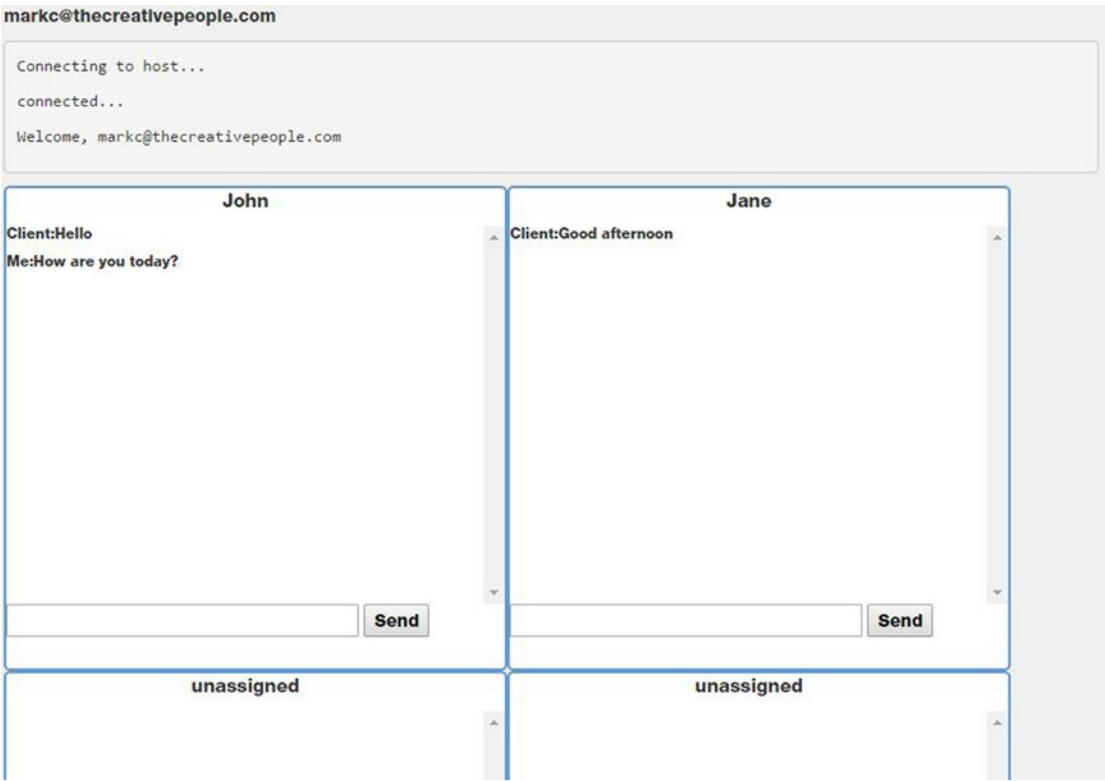 markc@thecreativepeople.com
Connecting to host...
connected...
Welcome, markc@thecreativepeople.com
John
Client:Hello
Me:How are you today?
Send
Jane
Client:Good afternoon
Send
unassigned
unassigned